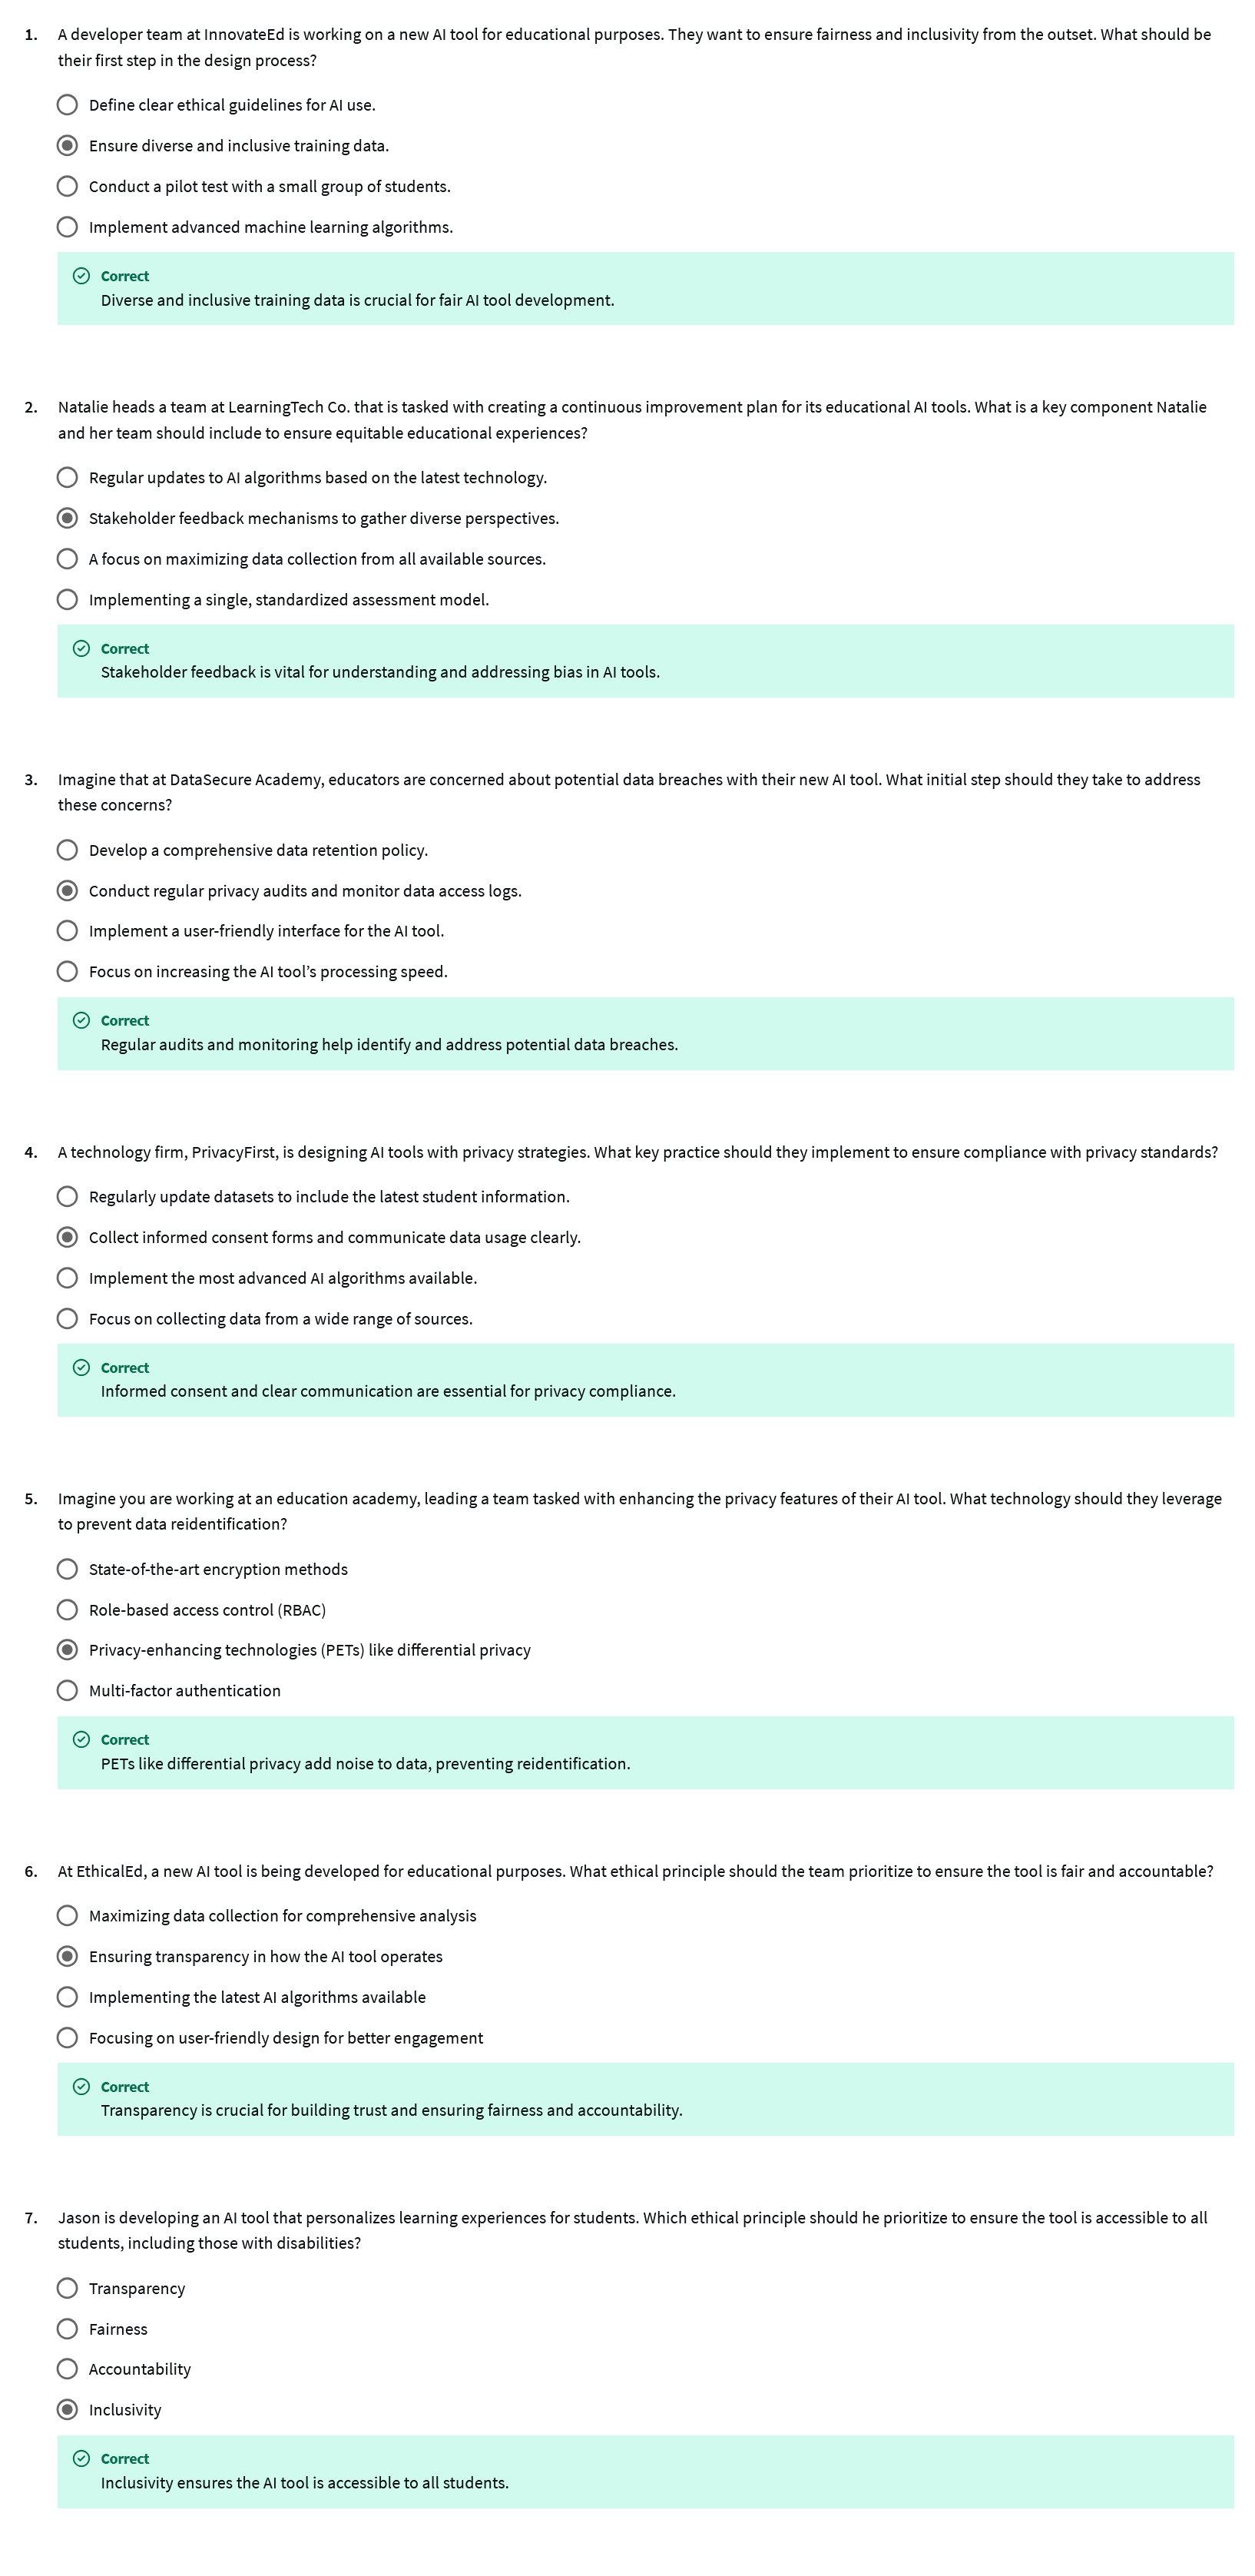 1. A developer team at InnovateEd is working on a new AI tool for educational purposes. They want to ensure fairness and inclusivity from the outset. What should be
their first step in the design process?
Define clear ethical guidelines for AI use.
Ensure diverse and inclusive training data.
Conduct a pilot test with a small group of students.
Implement advanced machine learning algorithms.
Correct
Diverse and inclusive training data is crucial for fair AI tool development.
2. Natalie heads a team at LearningTech Co. that is tasked with creating a continuous improvement plan for its educational AI tools. What is a key component Natalie
and her team should include to ensure equitable educational experiences?
Regular updates to AI algorithms based on the latest technology.
Stakeholder feedback mechanisms to gather diverse perspectives.
A focus on maximizing data collection from all available sources.
Implementing a single, standardized assessment model.
Correct
Stakeholder feedback is vital for understanding and addressing bias in AI tools.
3. Imagine that at DataSecure Academy, educators are concerned about potential data breaches with their new AI tool. What initial step should they take to address
these concerns?
Develop a comprehensive data retention policy.
Conduct regular privacy audits and monitor data access logs.
Implement a user-friendly interface for the AI tool.
Focus on increasing the AI tool’s processing speed.
Correct
Regular audits and monitoring help identify and address potential data breaches.
4. A technology firm, PrivacyFirst, is designing AI tools with privacy strategies. What key practice should they implement to ensure compliance with privacy standards?
Regularly update datasets to include the latest student information.
Collect informed consent forms and communicate data usage clearly.
Implement the most advanced AI algorithms available.
Focus on collecting data from a wide range of sources.
Correct
Informed consent and clear communication are essential for privacy compliance.
5. Imagine you are working at an education academy, leading a team tasked with enhancing the privacy features of their AI tool. What technology should they leverage
to prevent data reidentification?
State-of-the-art encryption methods
Role-based access control (RBAC)
Privacy-enhancing technologies (PETs) like differential privacy
Multi-factor authentication
Correct
PETs like differential privacy add noise to data, preventing reidentification.
6. At EthicalEd, a new AI tool is being developed for educational purposes. What ethical principle should the team prioritize to ensure the tool is fair and accountable?
Maximizing data collection for comprehensive analysis
Ensuring transparency in how the AI tool operates
Implementing the latest AI algorithms available
Focusing on user-friendly design for better engagement
Correct
Transparency is crucial for building trust and ensuring fairness and accountability.
7. Jason is developing an AI tool that personalizes learning experiences for students. Which ethical principle should he prioritize to ensure the tool is accessible to all
students, including those with disabilities?
Transparency
Fairness
Accountability
Inclusivity
Correct
Inclusivity ensures the AI tool is accessible to all students.